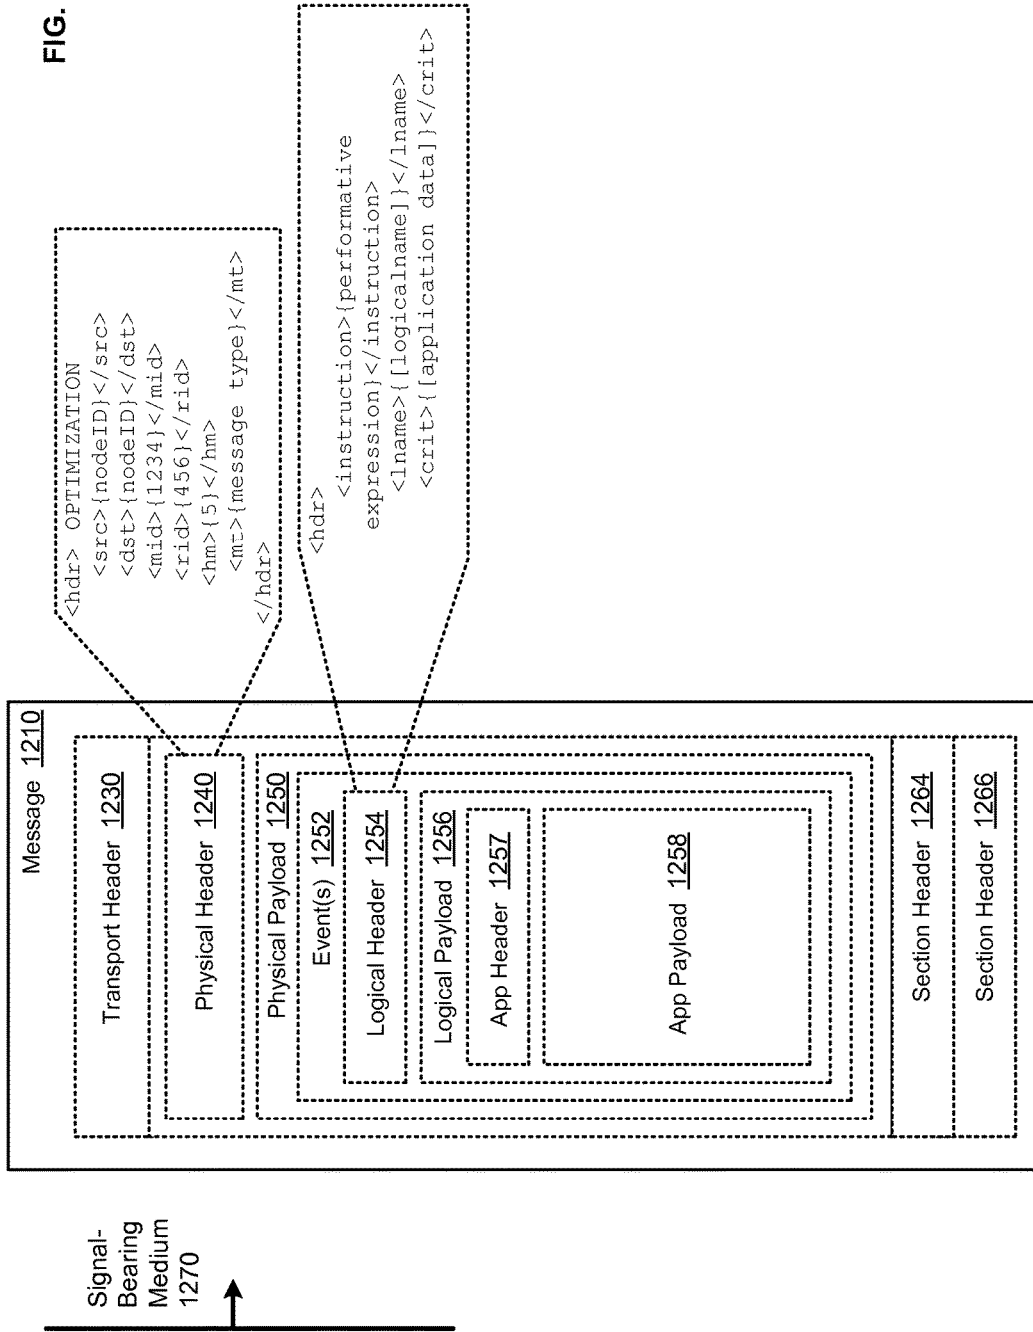 FIG.
Signal-
Bearing
Medium
1270
Message 1210
Transport Header 1230
Physical Header 1240
Physical Payload 1250
Event(s) 1252
Logical Header 1254
Logical Payload 1256
App Header 1257
App Payload 1258
Section Header 1264
Section Header 1266
<hdr> OPTIMIZATION
<src>{nodeID}</src>
<dst>{nodeID}</dst>
<mid>{1234}</mid>
<rid>{456}</rid>
<hm>{5}</hm>
<mt>{message type}</mt>
</hdr>
<hdr>
<instruction>{performative
expression}</instruction>
<lname>{[logicalname]}</lname>
<crit>{[application data]}</crit>